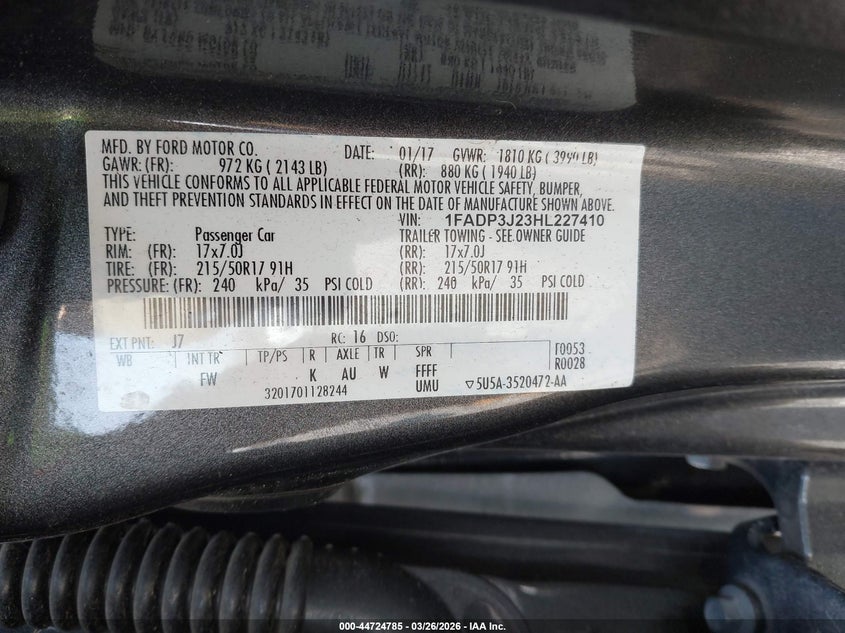 MFD. BY FORD MOTOR CO. DATE: 01/17 GVWR: 1810 KG ( 3990 LB)
GAWR: (FR): 972 KG ( 2143 LB) (RR): 880 KG ( 1940 LB)
THIS VEHICLE CONFORMS TO ALL APPLICABLE FEDERAL MOTOR VEHICLE SAFETY, BUMPER,
AND THEFT PREVENTION STANDARDS IN EFFECT ON THE DATE OF MANUFACTURE SHOWN ABOVE.
VIN: 1FADP3J23HL227410
TYPE: Passenger Car TRAILER TOWING - SEE OWNER GUIDE
RIM: (FR): 17x7.0J (RR): 17x7.0J
TIRE: (FR): 215/50R17 91H (RR): 215/50R17 91H
PRESSURE: (FR): 240 kPa/ 35 PSI COLD (RR): 240 kPa/ 35 PSI COLD
EXT PNT: J7 RC: 16 DSO:
WB INT TR TP/PS R AXLE TR SPR T0053
R0028
FW K AU W FFFF
UMU ▽5U5A-3520472-AA
3201701128244
000-44724785 — 03/26/2026 — IAA Inc.